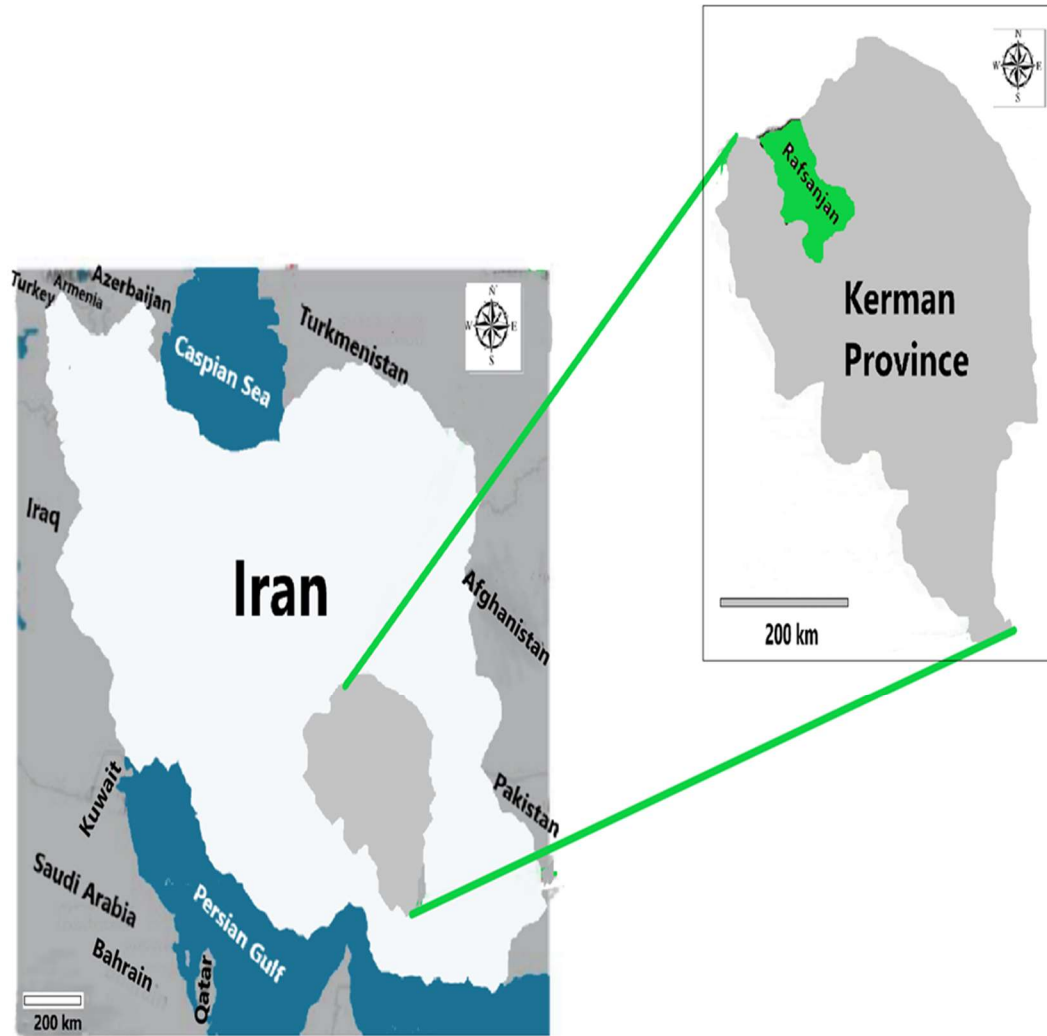 N
W E
S
Rafsanjan
Kerman
Province
200 km
Turkey
Armenia
Azerbaijan
Caspian Sea
Turkmenistan
N
W E
S
Iraq
Iran
Afghanistan
Kuwait
Pakistan
Saudi Arabia
Persian Gulf
Bahrain
Qatar
200 km